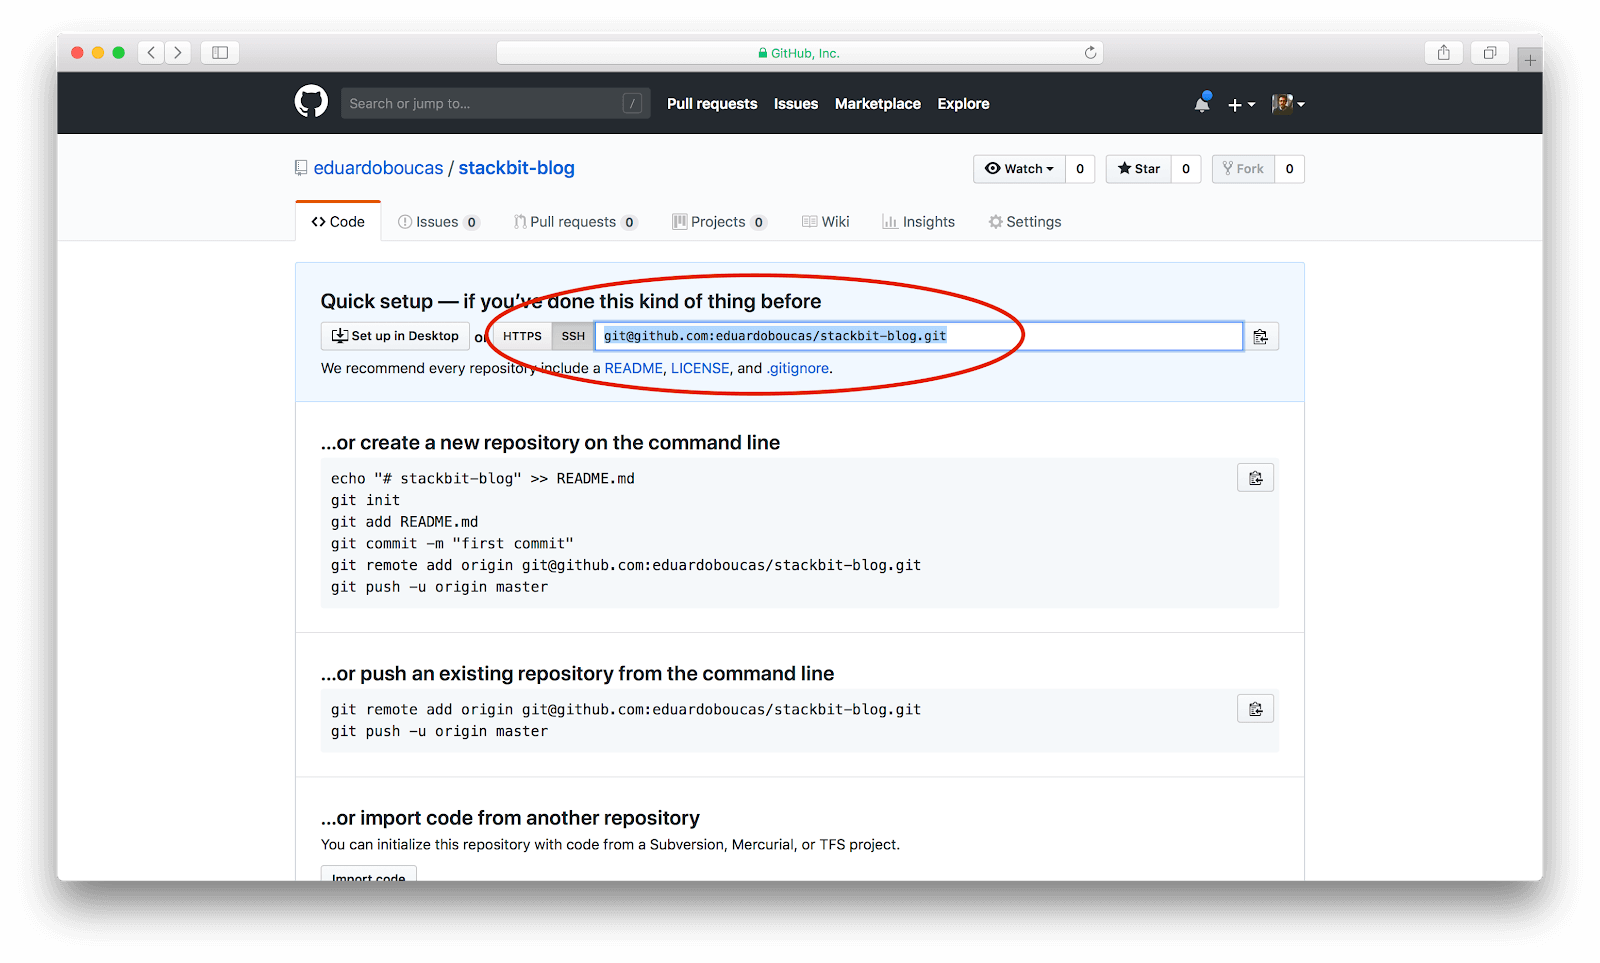 GitHub, Inc.
Search or jump to... / Pull requests Issues Marketplace Explore
eduardoboucas / stackbit-blog Watch 0 Star 0 Fork 0
Code Issues 0 Pull requests 0 Projects 0 Wiki Insights Settings
Quick setup — if you’ve done this kind of thing before
Set up in Desktop or HTTPS SSH git@github.com:eduardoboucas/stackbit-blog.git
We recommend every repository include a README, LICENSE, and .gitignore.
...or create a new repository on the command line
echo "# stackbit-blog" >> README.md
git init
git add README.md
git commit -m "first commit"
git remote add origin git@github.com:eduardoboucas/stackbit-blog.git
git push -u origin master
...or push an existing repository from the command line
git remote add origin git@github.com:eduardoboucas/stackbit-blog.git
git push -u origin master
...or import code from another repository
You can initialize this repository with code from a Subversion, Mercurial, or TFS project.
Import code